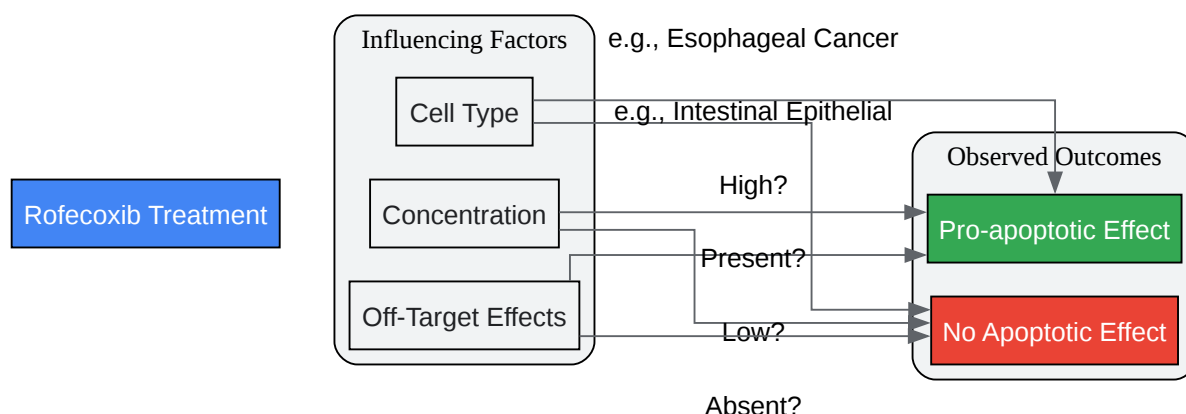 Influencing Factors
e.g., Esophageal Cancer
Cell Type
e.g., Intestinal Epithelial
Observed Outcomes
High?
Rofecoxib Treatment
Concentration
Pro-apoptotic Effect
Present?
Off-Target Effects
Low?
No Apoptotic Effect
Absent?